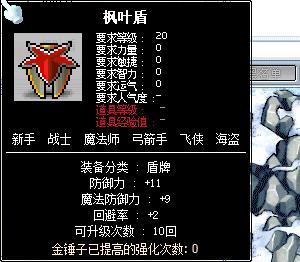 枫叶盾
要求等级： 20
要求力量： 0
要求敏捷： 0
要求智力： 0
要求运气： 0
要求人气度： -
道具等级： -
道具经验值： -
新手 战士 魔法师 弓箭手 飞侠 海盗
装备分类 : 盾牌
防御力 : +11
魔法防御力 : +9
回避率 : +2
可升级次数 : 10回
金锤子已提高的强化次数: 0